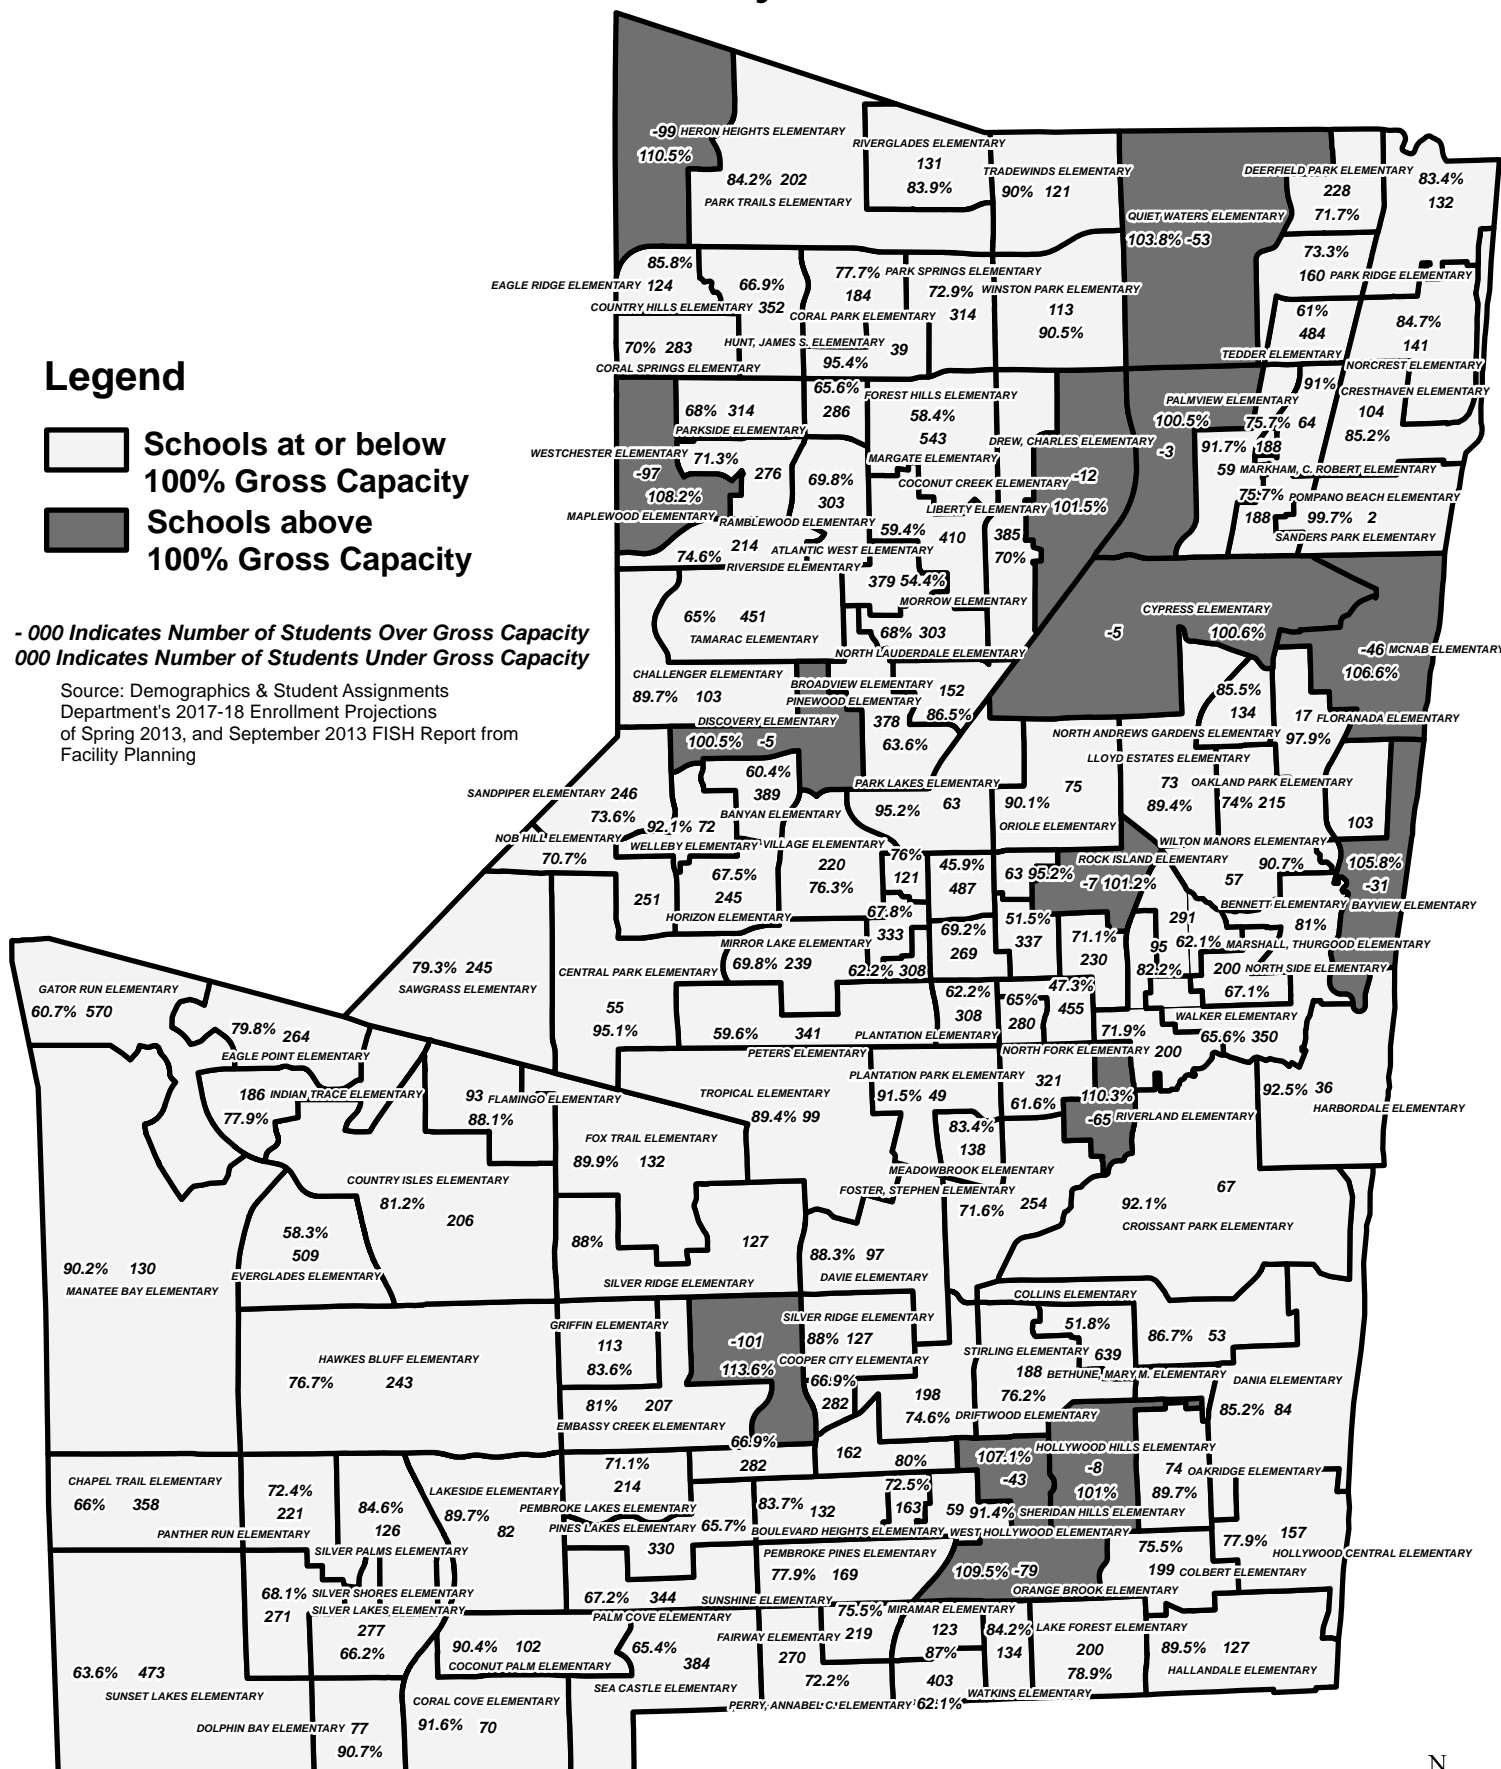 -99 HERON HEIGHTS ELEMENTARY
110.5%
RIVERGLADES ELEMENTARY
131
83.9%
84.2% 202
PARK TRAILS ELEMENTARY
TRADEWINDS ELEMENTARY
90% 121
DEERFIELD PARK ELEMENTARY
228
71.7%
83.4%
132
QUIET WATERS ELEMENTARY
103.8% -53
73.3%
160 PARK RIDGE ELEMENTARY
85.8%
EAGLE RIDGE ELEMENTARY 124
66.9%
COUNTRY HILLS ELEMENTARY 352
77.7% PARK SPRINGS ELEMENTARY
184
CORAL PARK ELEMENTARY
72.9%
314
WINSTON PARK ELEMENTARY
113
90.5%
61%
484
TEDDER ELEMENTARY
84.7%
141
NORCREST ELEMENTARY
70% 283
CORAL SPRINGS ELEMENTARY
HUNT, JAMES S. ELEMENTARY 39
95.4%
Legend
Schools at or below
100% Gross Capacity
Schools above
100% Gross Capacity
- 000 Indicates Number of Students Over Gross Capacity
000 Indicates Number of Students Under Gross Capacity
Source: Demographics & Student Assignments
Department's 2017-18 Enrollment Projections
of Spring 2013, and September 2013 FISH Report from
Facility Planning
65.6%
286
FOREST HILLS ELEMENTARY
58.4%
543
MARGATE ELEMENTARY
68% 314
PARKSIDE ELEMENTARY
91%
CRESTHAVEN ELEMENTARY
104
85.2%
PALMVIEW ELEMENTARY
100.5%
-3
75.7% 64
91.7% 188
59 MARKHAM, C. ROBERT, ELEMENTARY
75.7% POMPANO BEACH ELEMENTARY
188
99.7% 2
SANDERS PARK ELEMENTARY
DREW, CHARLES ELEMENTARY
-12
COCONUT CREEK ELEMENTARY
LIBERTY ELEMENTARY 101.5%
WESTCHESTER ELEMENTARY 71.3%
-97
108.2%
276
MAPLEWOOD ELEMENTARY
69.8%
303
RAMBLEWOOD ELEMENTARY
59.4%
410
385
70%
214
74.6%
ATLANTIC WEST ELEMENTARY
RIVERSIDE ELEMENTARY
379 54.4%
MORROW ELEMENTARY
65% 451
TAMARAC ELEMENTARY
68% 303
NORTH LAUDERDALE ELEMENTARY
CYPRESS ELEMENTARY
-5
100.6%
-46 MCNAB ELEMENTARY
106.6%
CHALLENGER ELEMENTARY
89.7% 103
BROADVIEW ELEMENTARY 152
PINEWOOD ELEMENTARY
86.5%
378
63.6%
DISCOVERY ELEMENTARY
100.5% -5
85.5%
134
NORTH ANDREWS GARDENS ELEMENTARY
17 FLORANADA ELEMENTARY
97.9%
LLOYD ESTATES ELEMENTARY
73
89.4%
OAKLAND PARK ELEMENTARY
74% 215
103
60.4%
389
BANYAN ELEMENTARY
PARK LAKES ELEMENTARY
95.2% 63
75
90.1%
ORIOLE ELEMENTARY
SANDPIPER ELEMENTARY 246
73.6%
92.1% 72
NOB HILL ELEMENTARY
70.7%
WELLEBY ELEMENTARY
VILLAGE ELEMENTARY
220
76.3%
67.5%
245
251
HORIZON ELEMENTARY
76%
121
45.9%
487
63 95.2%
ROCK ISLAND ELEMENTARY
-7 101.2%
WILTON MANORS ELEMENTARY
90.7%
57
105.8%
-31
BENNETT ELEMENTARY
BAYVIEW ELEMENTARY
81%
67.8%
333
69.2%
269
51.5%
337
71.1%
230
291
95 62.1% MARSHALL, THURGOOD ELEMENTARY
82.2%
200 NORTH SIDE ELEMENTARY
67.1%
MIRROR LAKE ELEMENTARY
69.8% 239
62.2% 308
79.3% 245
SAWGRASS ELEMENTARY
CENTRAL PARK ELEMENTARY
55
95.1%
59.6% 341
62.2%
308
PLANTATION ELEMENTARY
PETERS ELEMENTARY
65%
280
47.3%
455
71.9%
NORTH FORK ELEMENTARY 200
WALKER ELEMENTARY
65.6% 350
GATOR RUN ELEMENTARY
60.7% 570
79.8% 264
EAGLE POINT ELEMENTARY
186 INDIAN TRACE ELEMENTARY
77.9%
93 FLAMINGO ELEMENTARY
88.1%
TROPICAL ELEMENTARY
89.4% 99
PLANTATION PARK ELEMENTARY
91.5% 49
321
61.6%
110.3%
-65 RIVERLAND ELEMENTARY
92.5% 36
HARBORDALE ELEMENTARY
FOX TRAIL ELEMENTARY
89.9% 132
83.4%
138
MEADOWBROOK ELEMENTARY
FOSTER, STEPHEN ELEMENTARY
71.6% 254
67
92.1%
CROISSANT PARK ELEMENTARY
COUNTRY ISLES ELEMENTARY
81.2%
206
58.3%
509
EVERGLADES ELEMENTARY
90.2% 130
MANATEE BAY ELEMENTARY
88% 127
SILVER RIDGE ELEMENTARY
88.3% 97
DAVIE ELEMENTARY
COLLINS ELEMENTARY
51.8%
639
86.7% 53
GRIFFIN ELEMENTARY
113
83.6%
-101
113.6%
SILVER RIDGE ELEMENTARY
88% 127
COOPER CITY ELEMENTARY
66.9%
282
STIRLING ELEMENTARY
188
76.2%
BETHUNE, MARY M. ELEMENTARY
DANIA ELEMENTARY
85.2% 84
HAWKES BLUFF ELEMENTARY
76.7% 243
81% 207
EMBASSY CREEK ELEMENTARY
198
74.6% DRIFTWOOD ELEMENTARY
66.9%
282
162
80%
107.1%
-43
HOLLYWOOD HILLS ELEMENTARY
-8
101%
74 OAKRIDGE ELEMENTARY
89.7%
SHERIDAN HILLS ELEMENTARY
CHAPEL TRAIL ELEMENTARY
66% 358
72.4%
221
PANTHER RUN ELEMENTARY
84.6%
126
SILVER PALMS ELEMENTARY
LAKESIDE ELEMENTARY
89.7%
82
71.1%
214
PEMBROKE LAKES ELEMENTARY
PINES LAKES ELEMENTARY 65.7%
330
83.7% 132
BOULEVARD HEIGHTS ELEMENTARY
72.5%
163
59 91.4%
WEST HOLLYWOOD ELEMENTARY
77.9% 157
HOLLYWOOD CENTRAL ELEMENTARY
75.5%
199 COLBERT ELEMENTARY
PEMBROKE PINES ELEMENTARY
77.9% 169
109.5% -79
ORANGE BROOK ELEMENTARY
68.1% SILVER SHORES ELEMENTARY
271
SILVER LAKES ELEMENTARY
277
66.2%
67.2% 344
SUNSHINE ELEMENTARY
PALM COVE ELEMENTARY
65.4%
384
SEA CASTLE ELEMENTARY
90.4% 102
COCONUT PALM ELEMENTARY
75.5% MIRAMAR ELEMENTARY
FAIRWAY ELEMENTARY 219
270
72.2%
123
87%
84.2%
134
LAKE FOREST ELEMENTARY
200
78.9%
89.5% 127
HALLANDALE ELEMENTARY
403
WATKINS ELEMENTARY
PERRY, ANNABEL C. ELEMENTARY 62.1%
63.6% 473
SUNSET LAKES ELEMENTARY
CORAL COVE ELEMENTARY
91.6% 70
DOLPHIN BAY ELEMENTARY 77
90.7%
N